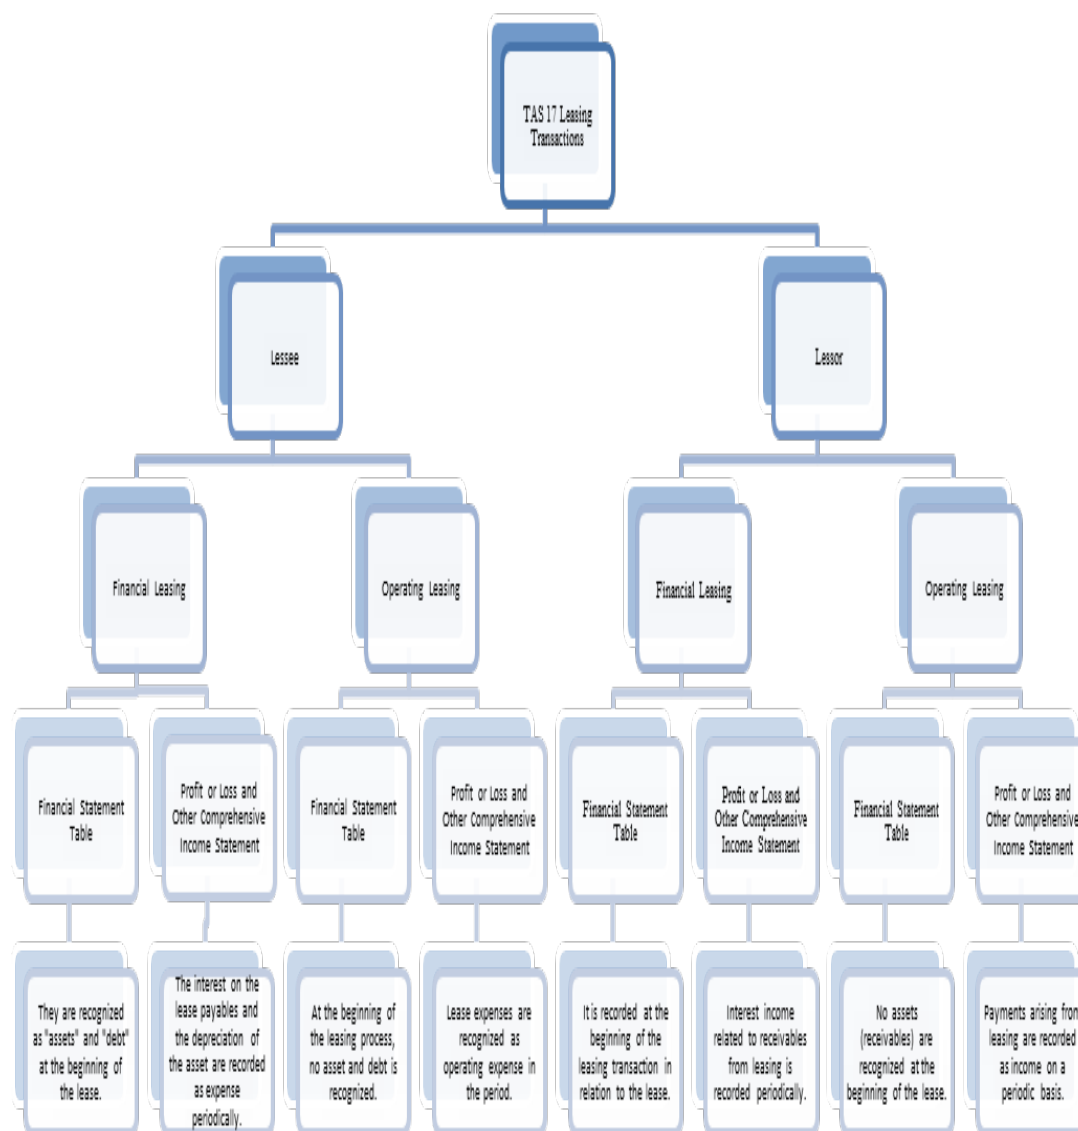 TAS 17 Leasing
Transactions
Lessee
Lessor
Financial Leasing
Operating Leasing
Financial Leasing
Operating Leasing
Financial Statement
Table
Profit or Loss and
Other Comprehensive
Income Statement
Financial Statement
Table
Profit or Loss and
Other Comprehensive
Income Statement
Financial Statement
Table
Profit or Loss and
Other Comprehensive
Income Statement
Financial Statement
Table
Profit or Loss and
Other Comprehensive
Income Statement
They are recognized
as "assets" and "debt"
at the beginning of
the lease.
The interest on the
lease payables and
the depreciation of
the asset are recorded
as expense
periodically.
At the beginning of
the leasing process,
no asset and debt is
recognized.
Lease expenses are
recognized as
operating expense in
the period.
It is recorded at the
beginning of the
leasing transaction in
relation to the lease.
Interest income
related to receivables
from leasing is
recorded periodically.
No assets
(receivables) are
recognized at the
beginning of the lease.
Payments arising from
leasing are recorded
as income on a
periodic basis.